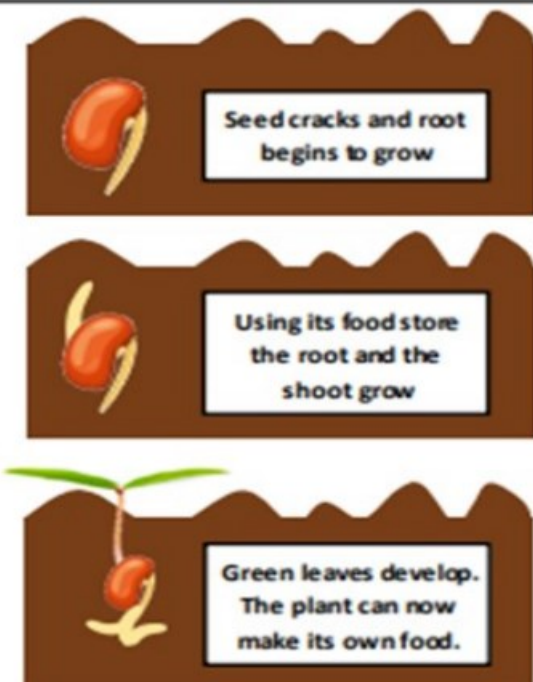 Seed cracks and root
begins to grow
Using its food store
the root and the
shoot grow
Green leaves develop.
The plant can now
make its own food.